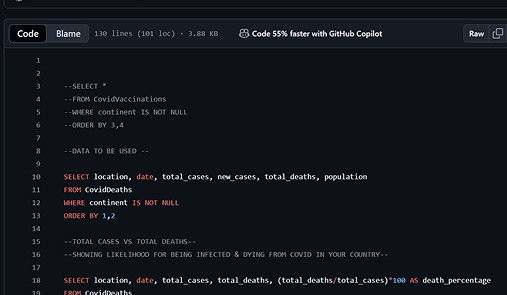 Code Blame 130 lines (101 loc) · 3.88 KB Code 55% faster with GitHub Copilot Raw
1
2
3 --SELECT *
4 --FROM CovidVaccinations
5 --WHERE continent IS NOT NULL
6 --ORDER BY 3,4
7
8 --DATA TO BE USED --
9
10 SELECT location, date, total_cases, new_cases, total_deaths, population
11 FROM CovidDeaths
12 WHERE continent IS NOT NULL
13 ORDER BY 1,2
14
15 --TOTAL CASES VS TOTAL DEATHS--
16 --SHOWING LIKELIHOOD FOR BEING INFECTED & DYING FROM COVID IN YOUR COUNTRY--
17
18 SELECT location, date, total_cases, total_deaths, (total_deaths/total_cases)*100 AS death_percentage
19 FROM CovidDeaths